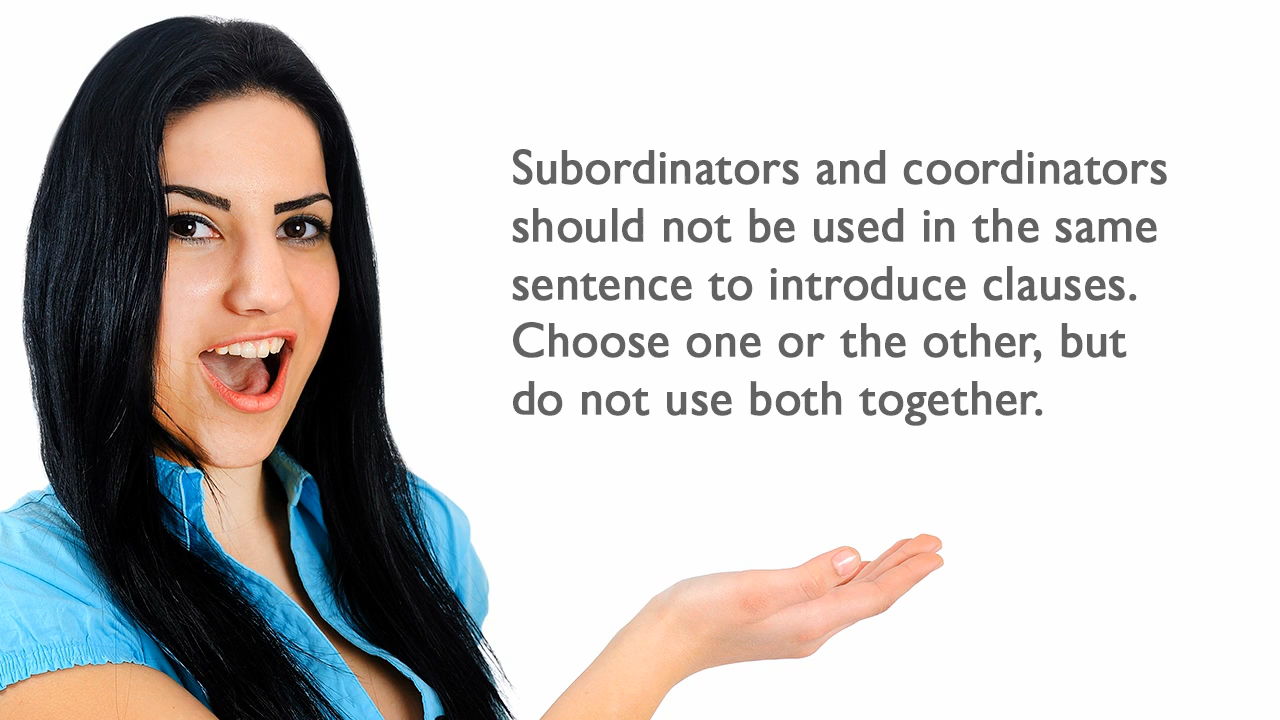 Subordinators and coordinators
should not be used in the same
sentence to introduce clauses.
Choose one or the other, but
do not use both together.